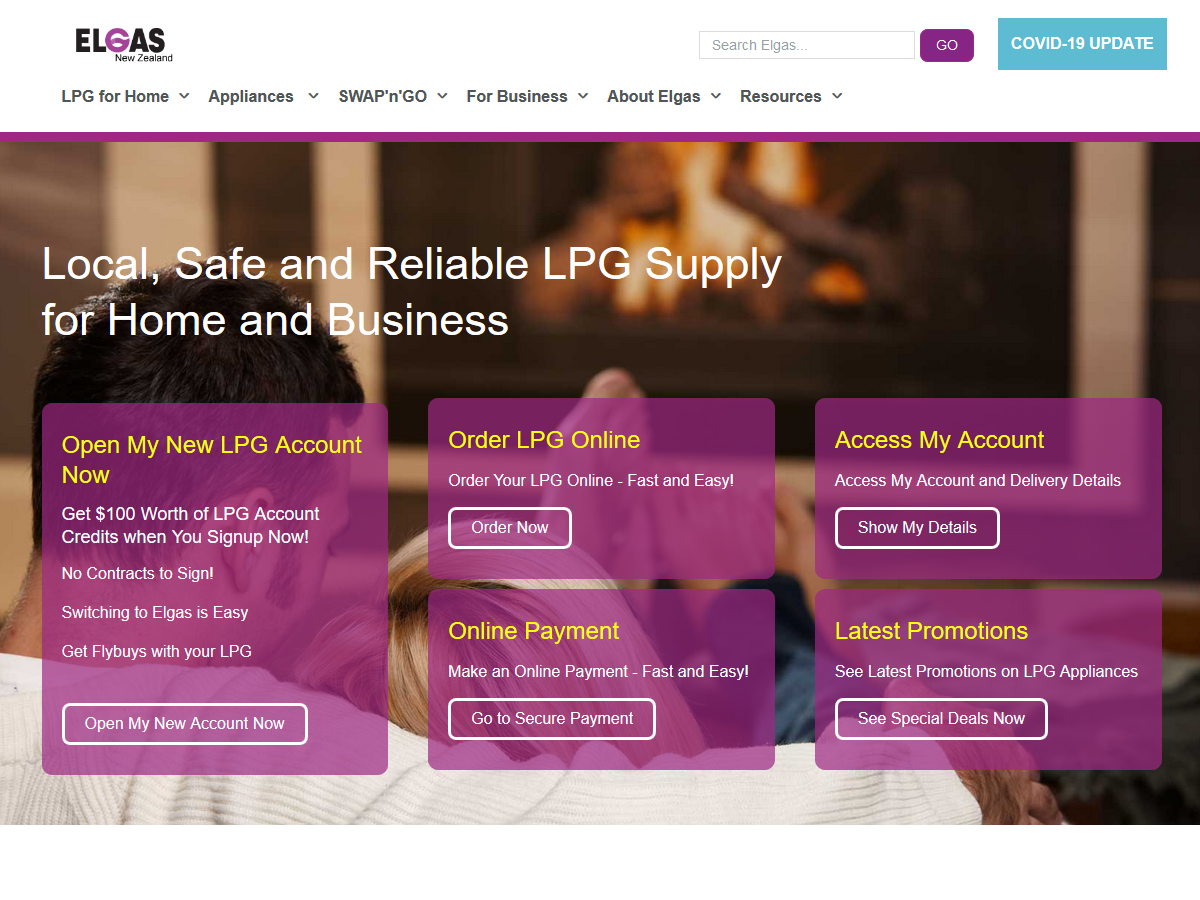 ELGAS
New Zealand
Search Elgas...
GO
COVID-19 UPDATE
LPG for Home
Appliances
SWAP'n'GO
For Business
About Elgas
Resources
Local, Safe and Reliable LPG Supply
for Home and Business
Open My New LPG Account
Now
Get $100 Worth of LPG Account
Credits when You Signup Now!
No Contracts to Sign!
Switching to Elgas is Easy
Get Flybuys with your LPG
Open My New Account Now
Order LPG Online
Order Your LPG Online - Fast and Easy!
Order Now
Access My Account
Access My Account and Delivery Details
Show My Details
Online Payment
Make an Online Payment - Fast and Easy!
Go to Secure Payment
Latest Promotions
See Latest Promotions on LPG Appliances
See Special Deals Now